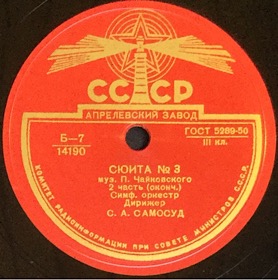 СССР
АПРЕЛЕВСКИЙ ЗАВОД
Б—7
14190
ГОСТ 5289-50
III кл.
СЮИТА № 3
муз. П. Чайковского
2 часть (оконч.)
Симф. оркестр
Дирижер
С. А. САМОСУД
КОМИТЕТ РАДИОИНФОРМАЦИИ ПРИ СОВЕТЕ МИНИСТРОВ СССР.